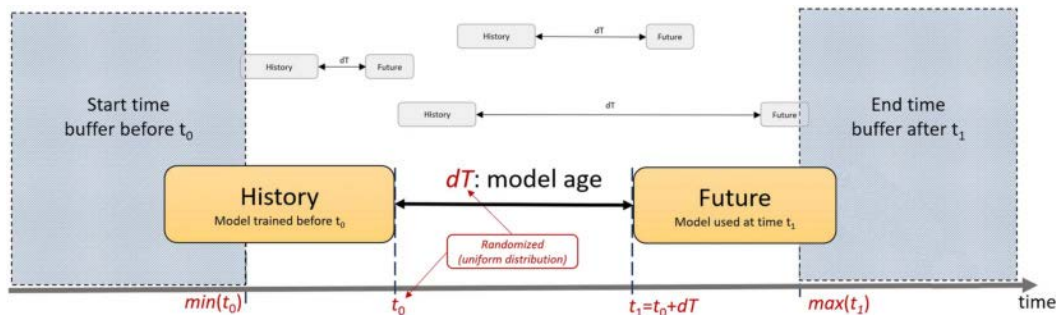 History
dT
Future
History
dT
Future
History
dT
Future
Start time
buffer before t₀
End time
buffer after t₁
History
Model trained before t₀
dT: model age
Future
Model used at time t₁
Randomized
(uniform distribution)
min(t₀)
t₀
t₁=t₀+dT
max(t₁)
time